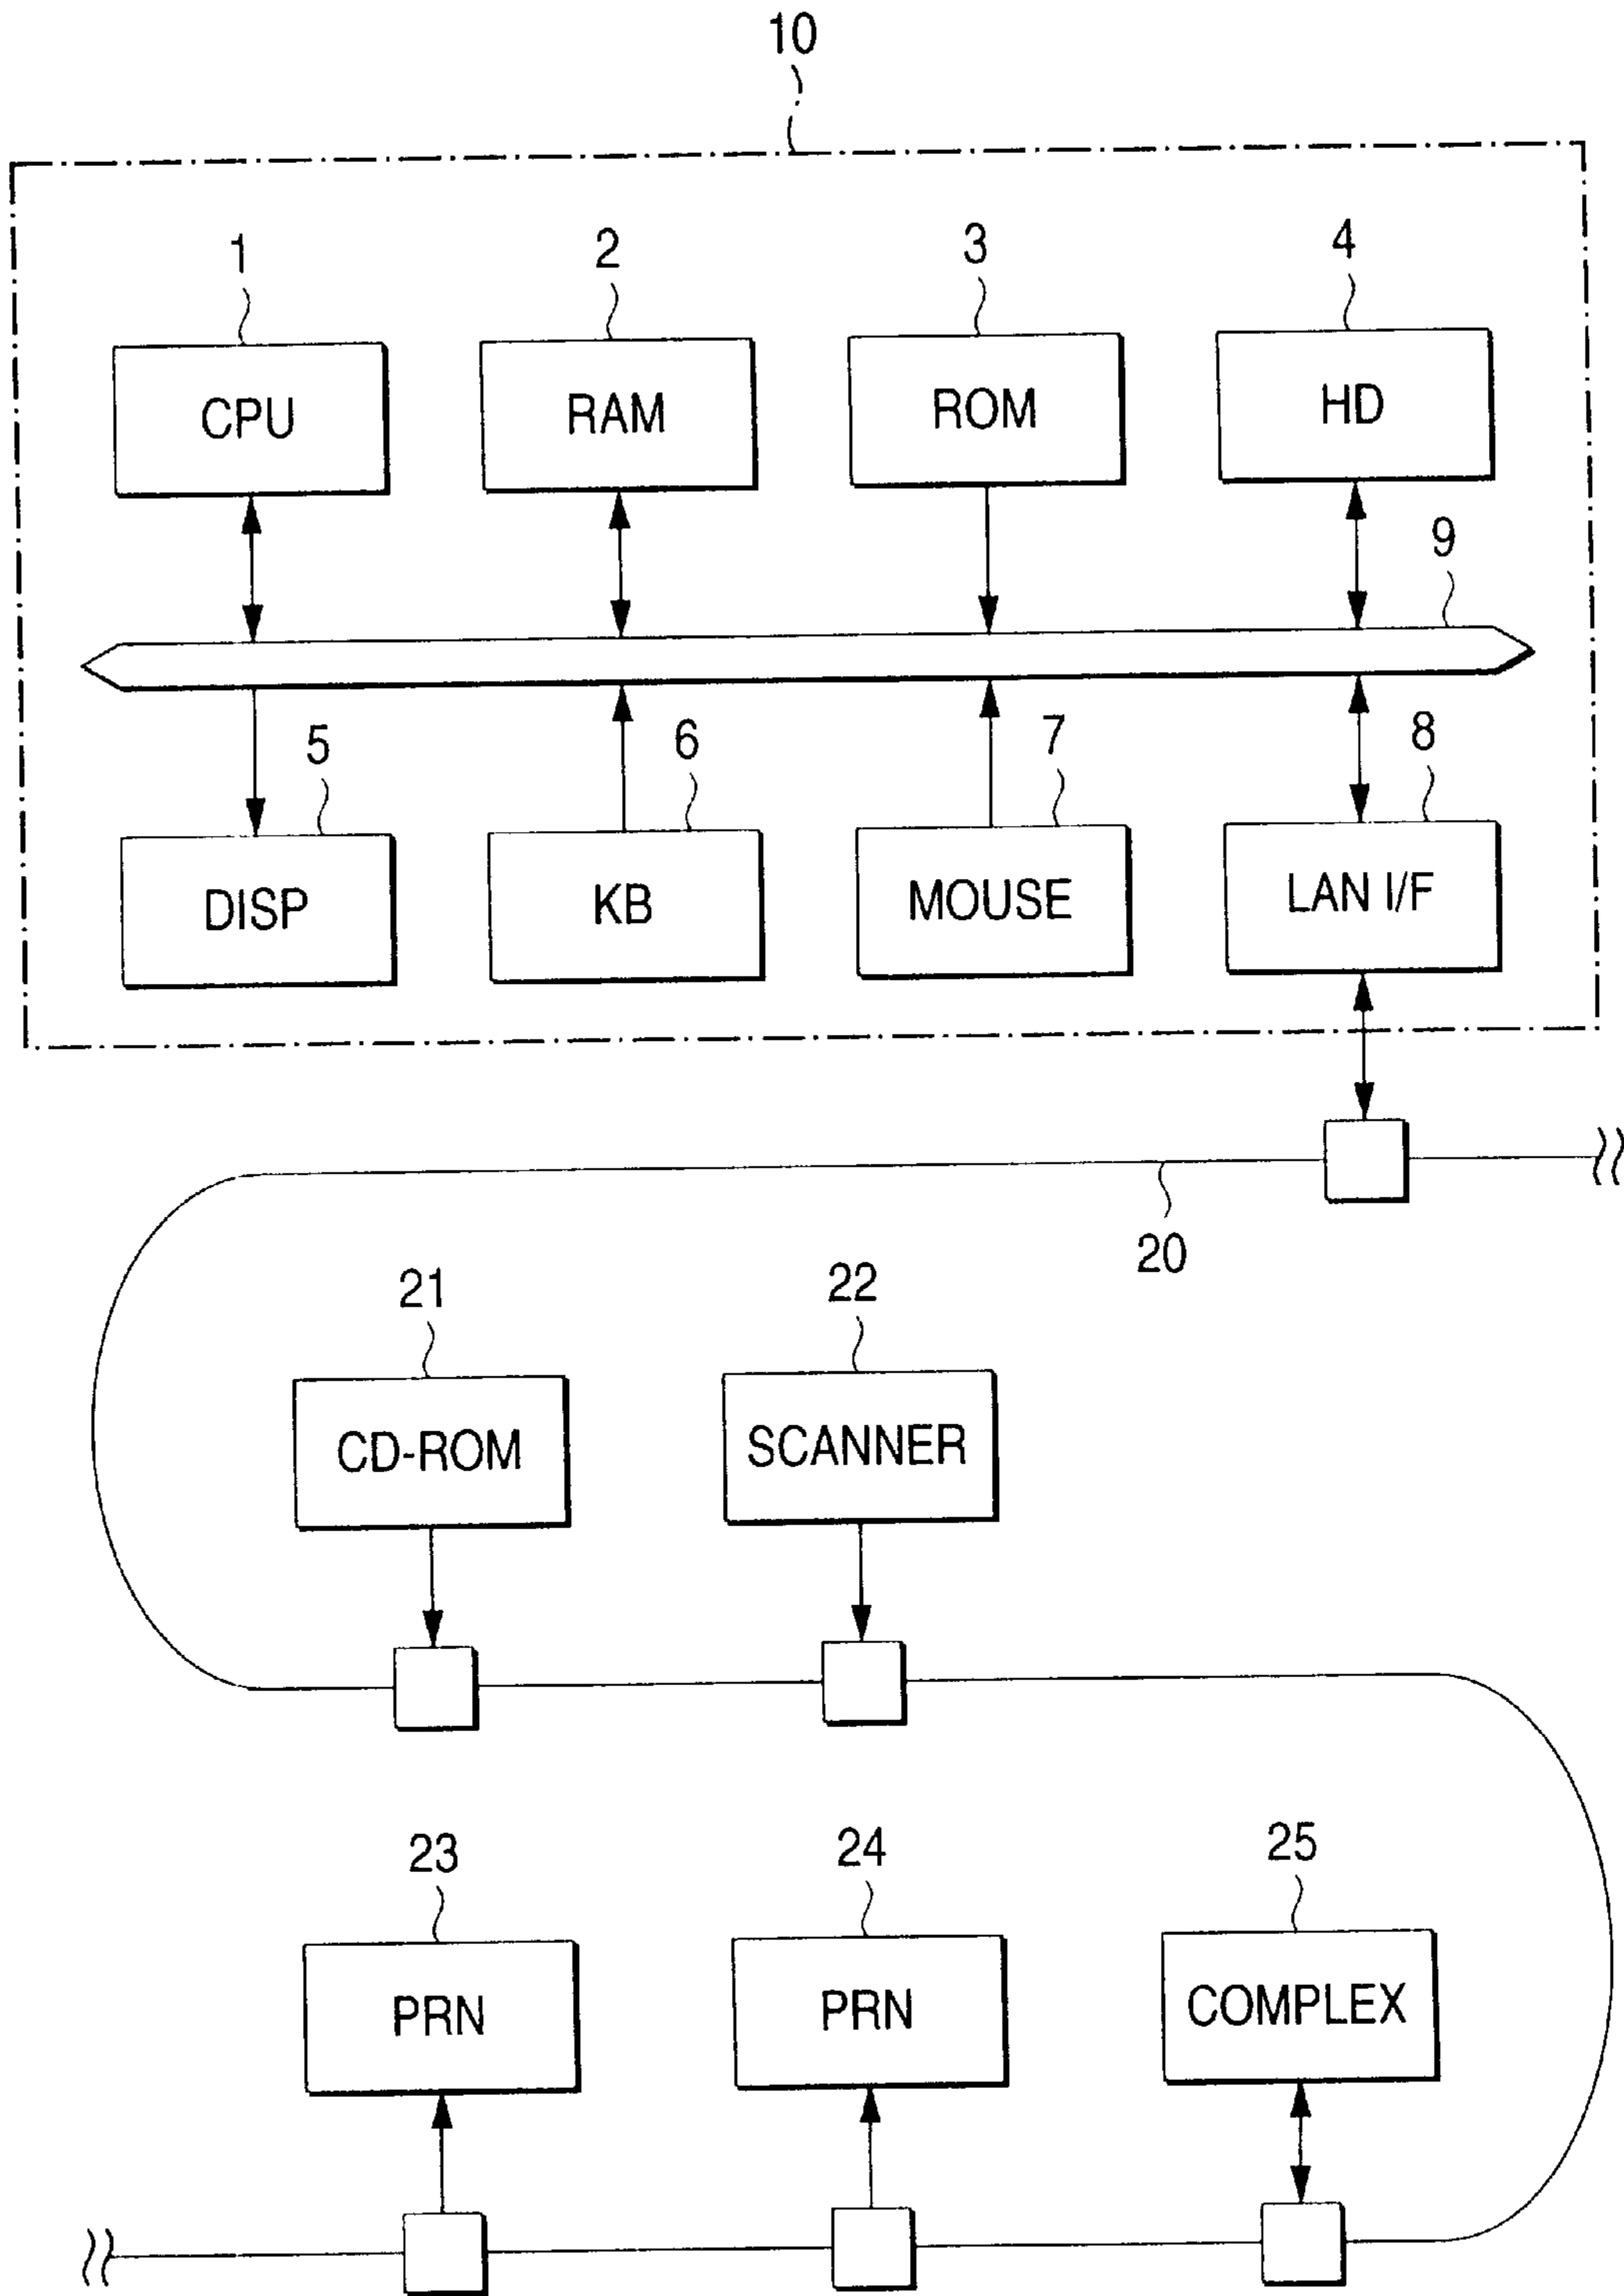 10
1 2 3 4
CPU RAM ROM HD
9
5 6 7 8
DISP KB MOUSE LAN I/F
20
21 22
CD-ROM SCANNER
23 24 25
PRN PRN COMPLEX